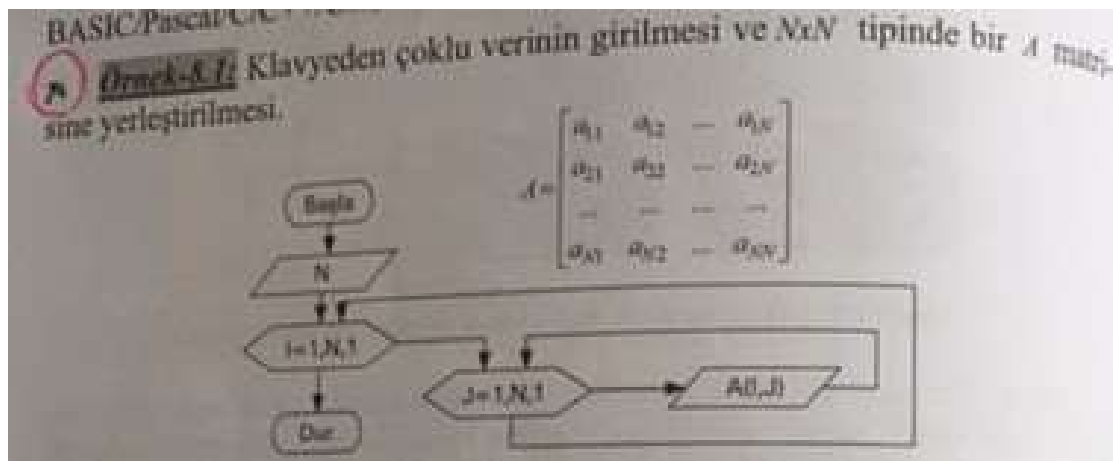 BASIC/Pascal/C/C++
Örnek-8.1: Klavyeden çoklu verinin girilmesi ve NxN tipinde bir A matri-
sine yerleştirilmesi.
A=
a11 a12 ... a1N
a21 a22 ... a2N
... ... ... ...
aN1 aN2 ... aNN
Başla
N
I=1,N,1
J=1,N,1
A(I,J)
Dur